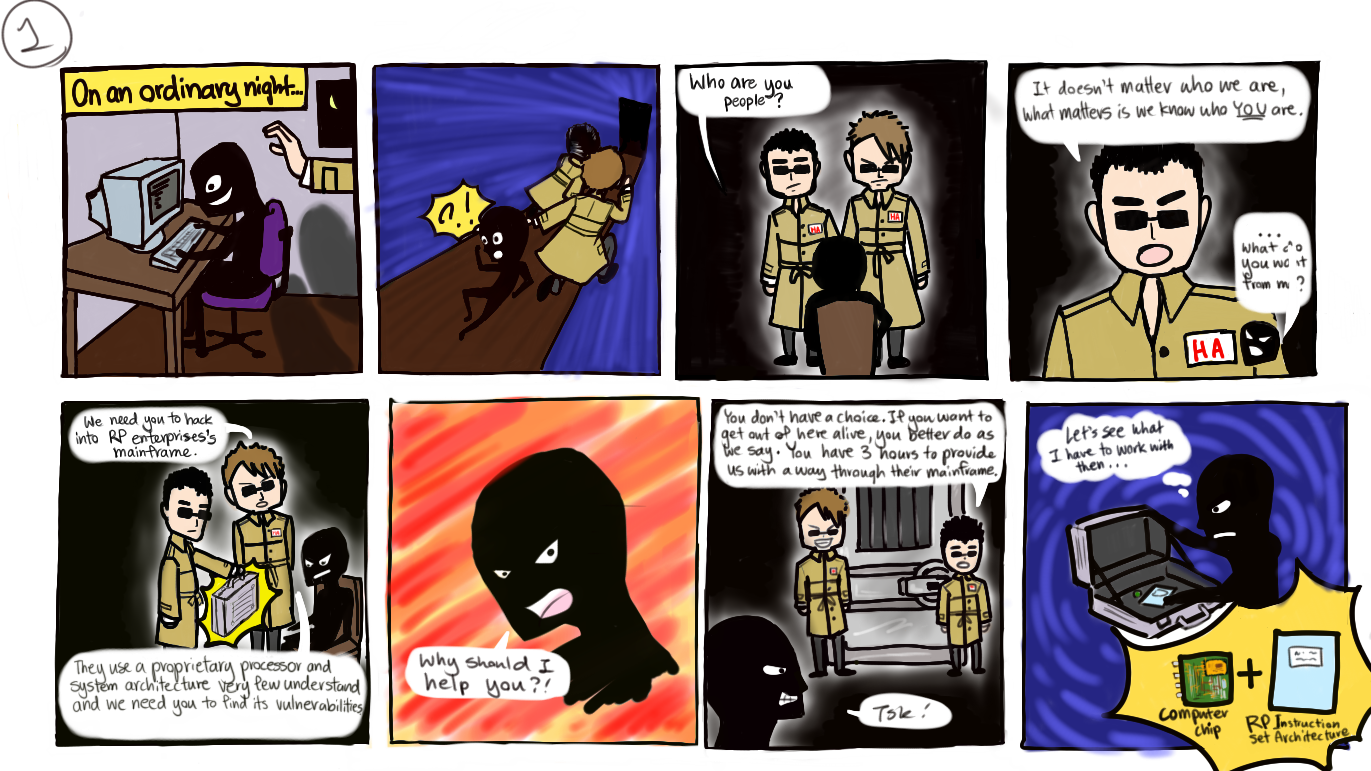 1
On an ordinary night...
?!
Who are you
people?
HA
HA
It doesn't matter who we are,
what matters is we know who YOU are.
...
What do
you want
from me?
HA
We need you to hack
into RP enterprises's
mainframe.
HA
They use a proprietary processor and
system architecture very few understand
and we need you to find its vulnerabilities
Why should I
help you?!
You don't have a choice. If you want to
get out of here alive, you better do as
we say. You have 3 hours to provide
us with a way through their mainframe.
Tsk!
Let's see what
I have to work with
then...
+
Computer
chip
RP Instruction
set Architecture